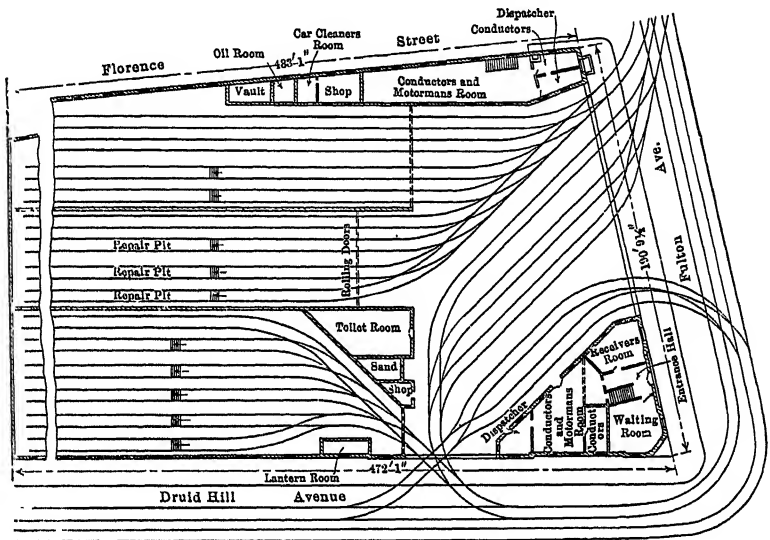 Dispatcher
Conductors
Car Cleaners
Room
Oil Room
Florence
483'-1"
Street
Vault
Shop
Conductors and
Motormans Room
Ave.
Fulton
190' 9¼"
Repair Pit
Repair Pit
Repair Pit
Rolling Doors
Toilet Room
Sand
Shop
Receivers
Room
Entrance Hall
Dispatcher
Conductors
and
Motormans
Room
Conduct
ors
Waiting
Room
Lantern Room
472'-1"
Druid Hill
Avenue